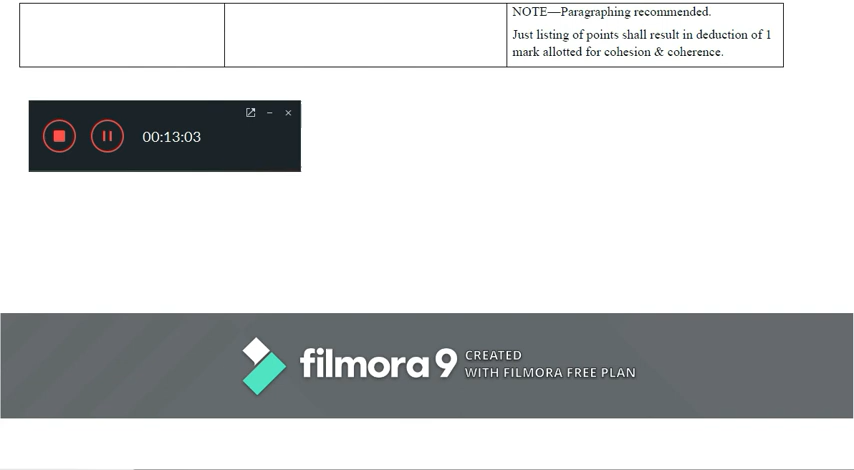 NOTE—Paragraphing recommended.
Just listing of points shall result in deduction of 1
mark allotted for cohesion & coherence.
00:13:03
filmora 9 CREATED
WITH FILMORA FREE PLAN